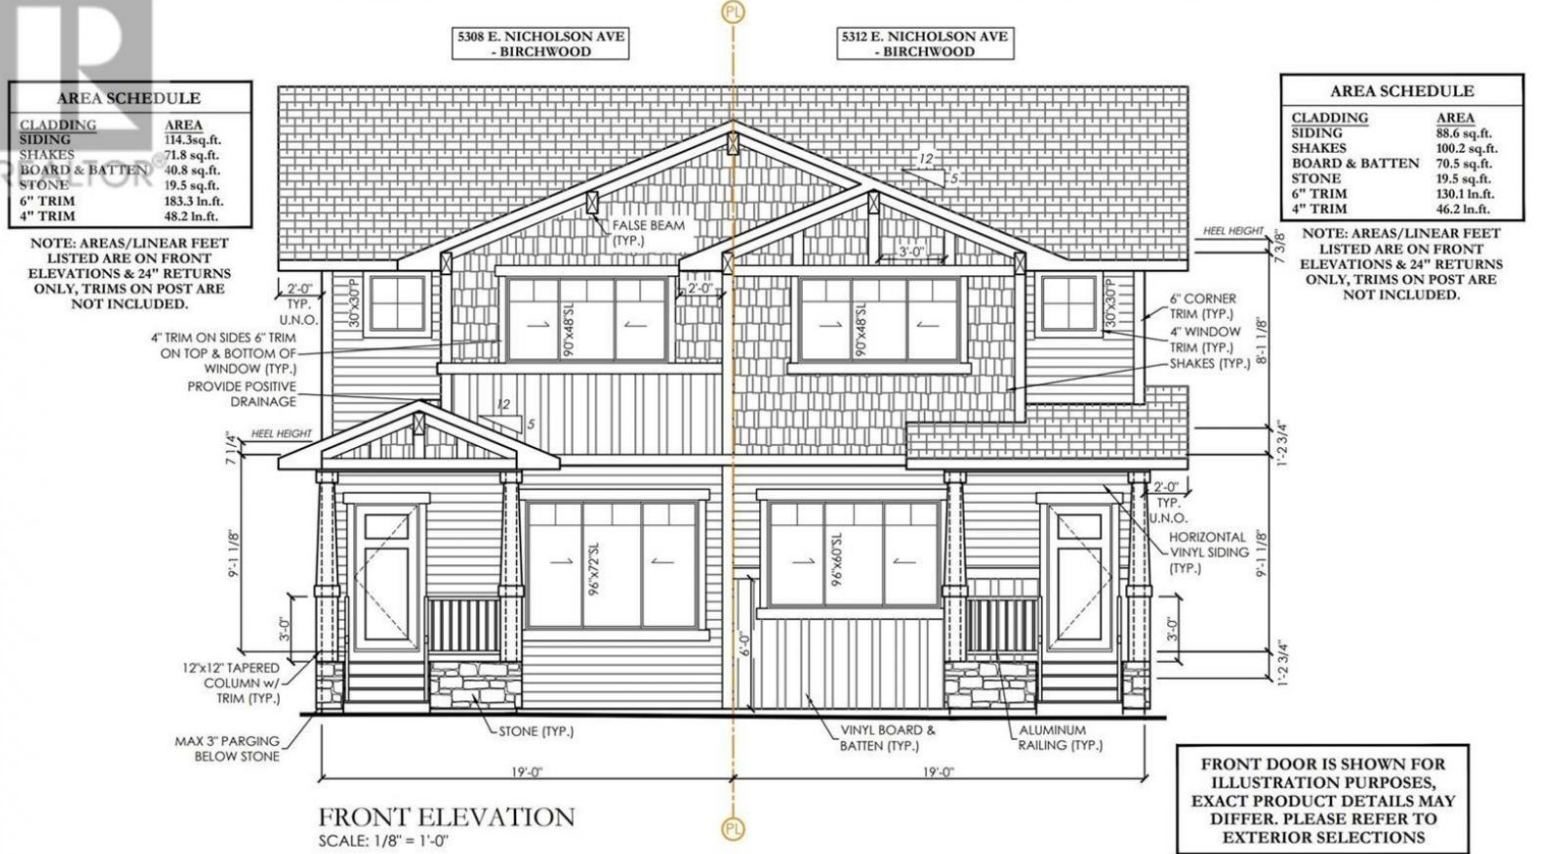 PL
5308 E. NICHOLSON AVE
- BIRCHWOOD
5312 E. NICHOLSON AVE
- BIRCHWOOD
REALTOR®
AREA SCHEDULE
CLADDING AREA
SIDING 114.3sq.ft.
SHAKES 71.8 sq.ft.
BOARD & BATTEN 40.8 sq.ft.
STONE 19.5 sq.ft.
6" TRIM 183.3 ln.ft.
4" TRIM 48.2 ln.ft.
NOTE: AREAS/LINEAR FEET
LISTED ARE ON FRONT
ELEVATIONS & 24" RETURNS
ONLY, TRIMS ON POST ARE
NOT INCLUDED.
AREA SCHEDULE
CLADDING AREA
SIDING 88.6 sq.ft.
SHAKES 100.2 sq.ft.
BOARD & BATTEN 70.5 sq.ft.
STONE 19.5 sq.ft.
6" TRIM 130.1 ln.ft.
4" TRIM 46.2 ln.ft.
NOTE: AREAS/LINEAR FEET
LISTED ARE ON FRONT
ELEVATIONS & 24" RETURNS
ONLY, TRIMS ON POST ARE
NOT INCLUDED.
12
5
FALSE BEAM
(TYP.)
3'-0"
HEEL HEIGHT
7 3/8"
2'-0"
TYP.
U.N.O.
30"x30"P
2'-0"
90"x48"SL
90"x48"SL
30"x30"P
6" CORNER
TRIM (TYP.)
4" WINDOW
TRIM (TYP.)
SHAKES (TYP.)
8'-1 1/8"
4" TRIM ON SIDES 6" TRIM
ON TOP & BOTTOM OF
WINDOW (TYP.)
PROVIDE POSITIVE
DRAINAGE
12
5
HEEL HEIGHT
7 1/4"
1'-2 3/4"
2'-0"
TYP.
U.N.O.
HORIZONTAL
VINYL SIDING
(TYP.)
9'-1 1/8"
9'-1 1/8"
96"x72"SL
96"x60"SL
3'-0"
6'-0"
3'-0"
1'-2 3/4"
12"x12" TAPERED
COLUMN w/
TRIM (TYP.)
MAX 3" PARGING
BELOW STONE
STONE (TYP.)
VINYL BOARD &
BATTEN (TYP.)
ALUMINUM
RAILING (TYP.)
19'-0"
19'-0"
PL
FRONT ELEVATION
SCALE: 1/8" = 1'-0"
FRONT DOOR IS SHOWN FOR
ILLUSTRATION PURPOSES,
EXACT PRODUCT DETAILS MAY
DIFFER. PLEASE REFER TO
EXTERIOR SELECTIONS